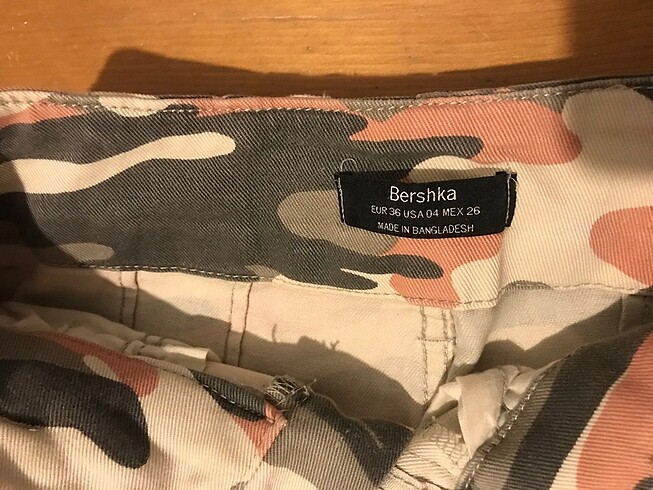 Bershka
EUR 36 USA 04 MEX 26
MADE IN BANGLADESH